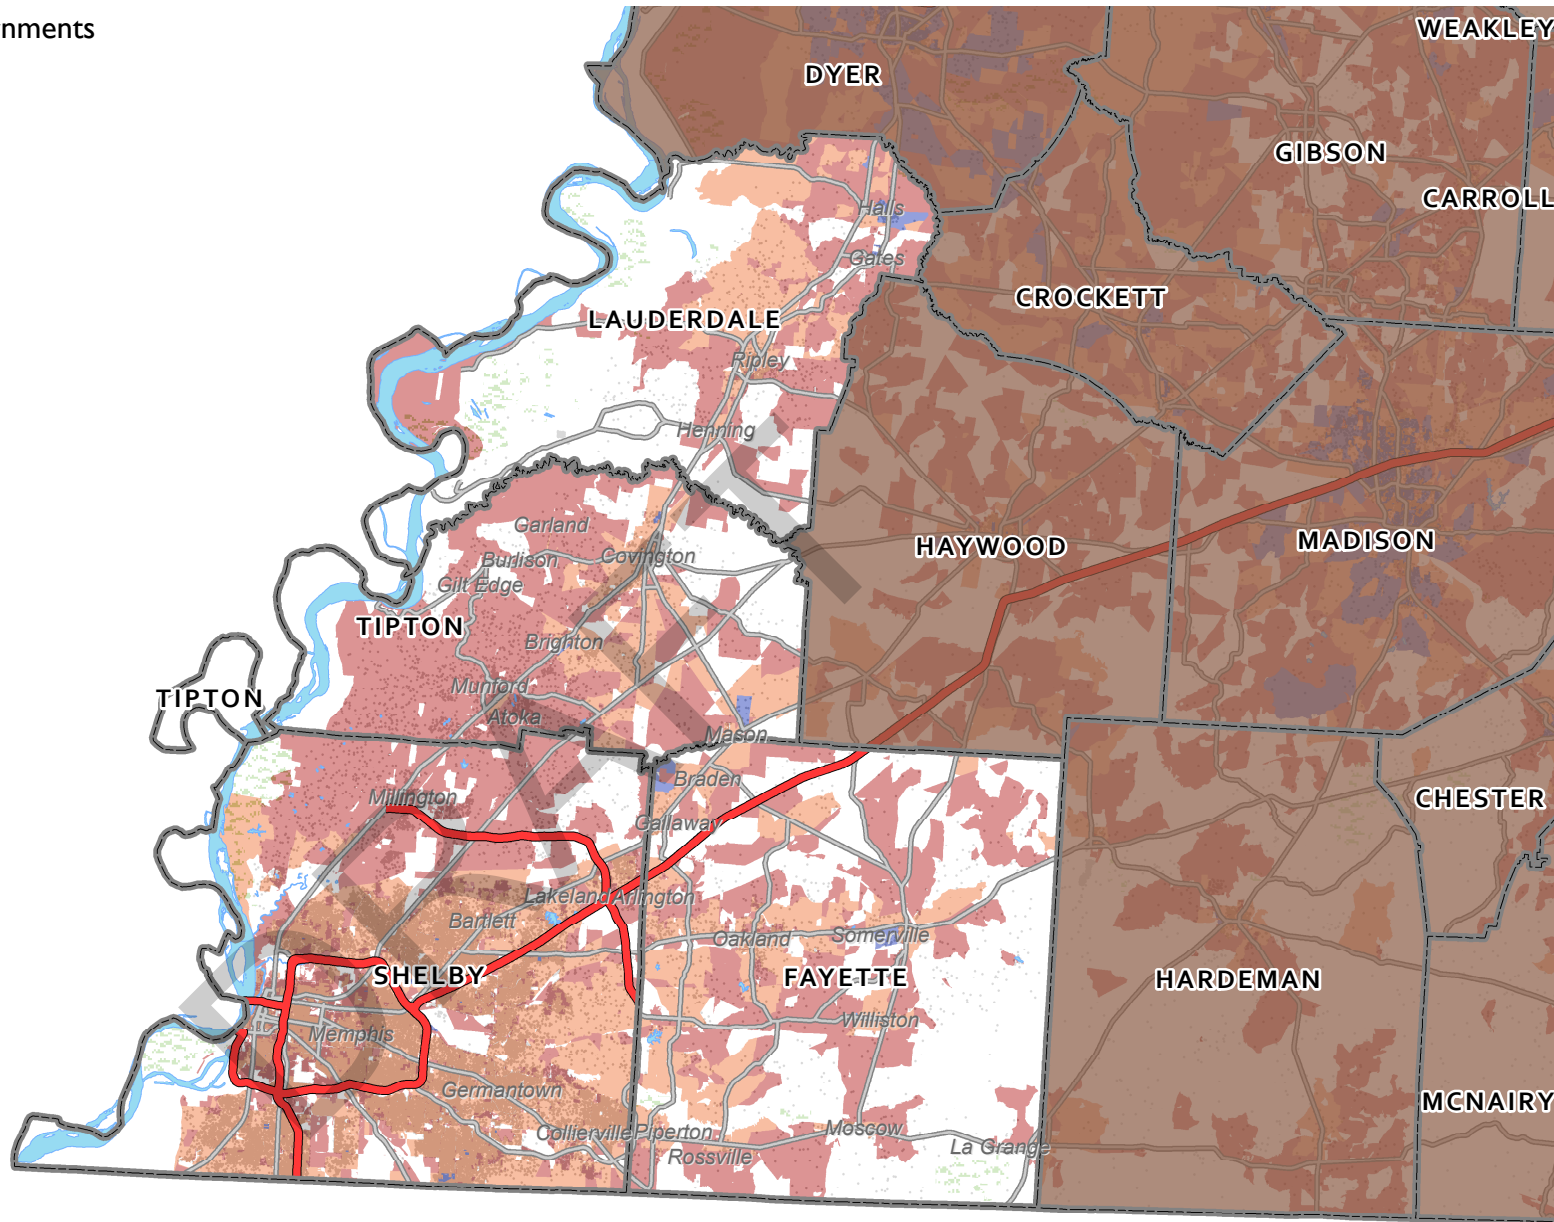 nments
WEAKLEY
DYER
GIBSON
CARROLL
Halls
Gates
CROCKETT
LAUDERDALE
Ripley
Henning
Garland
Burlison
Covington
HAYWOOD
MADISON
Gilt Edge
TIPTON
Brighton
Munford
TIPTON
Atoka
Mason
Braden
Millington
CHESTER
Gallaway
Lakeland
Arlington
Bartlett
Oakland
Somerville
SHELBY
FAYETTE
HARDEMAN
Williston
Memphis
Germantown
MCNAIRY
Collierville
Piperton
Moscow
La Grange
Rossville
DRAFT